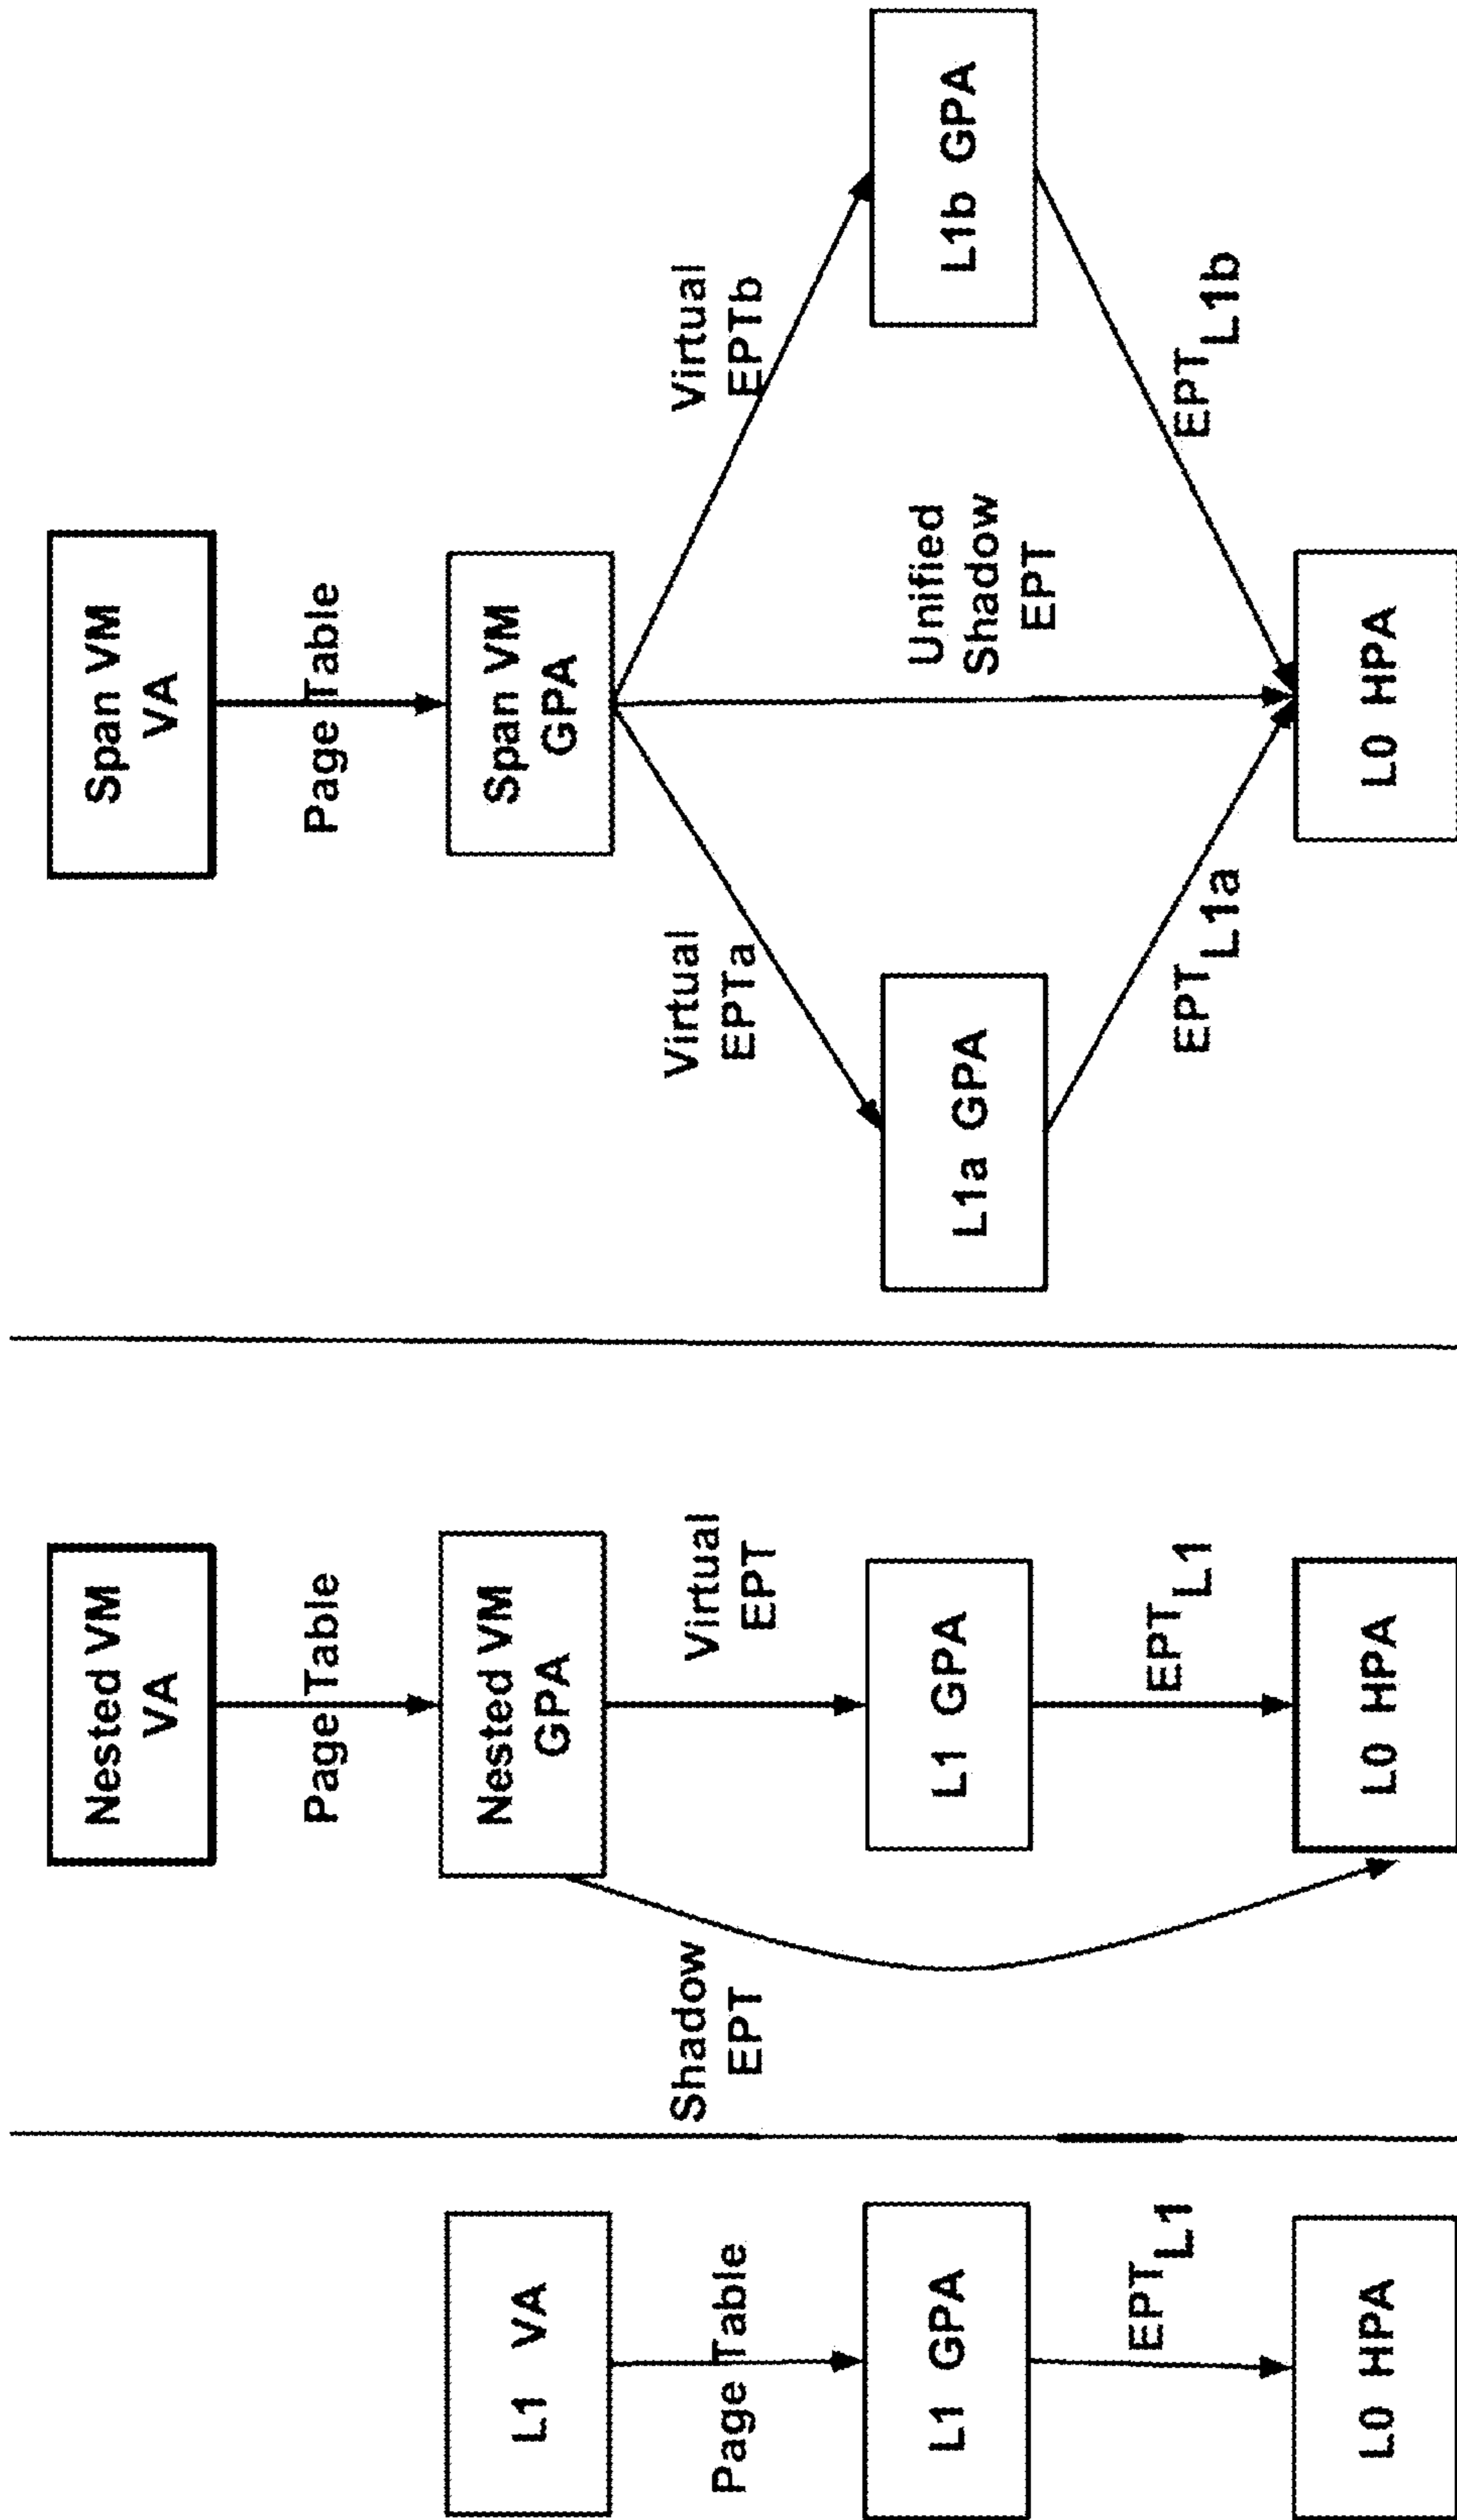 L1 VA
Page Table
L1 GPA
EPT L1
L0 HPA
Nested VM
VA
Page Table
Nested VM
GPA
Shadow
EPT
Virtual
EPT
L1 GPA
EPT L1
L0 HPA
Span VM
VA
Page Table
Span VM
GPA
Virtual
EPTa
Virtual
EPTb
L1a GPA
Unified
Shadow
EPT
L1b GPA
EPT L1a
EPT L1b
L0 HPA